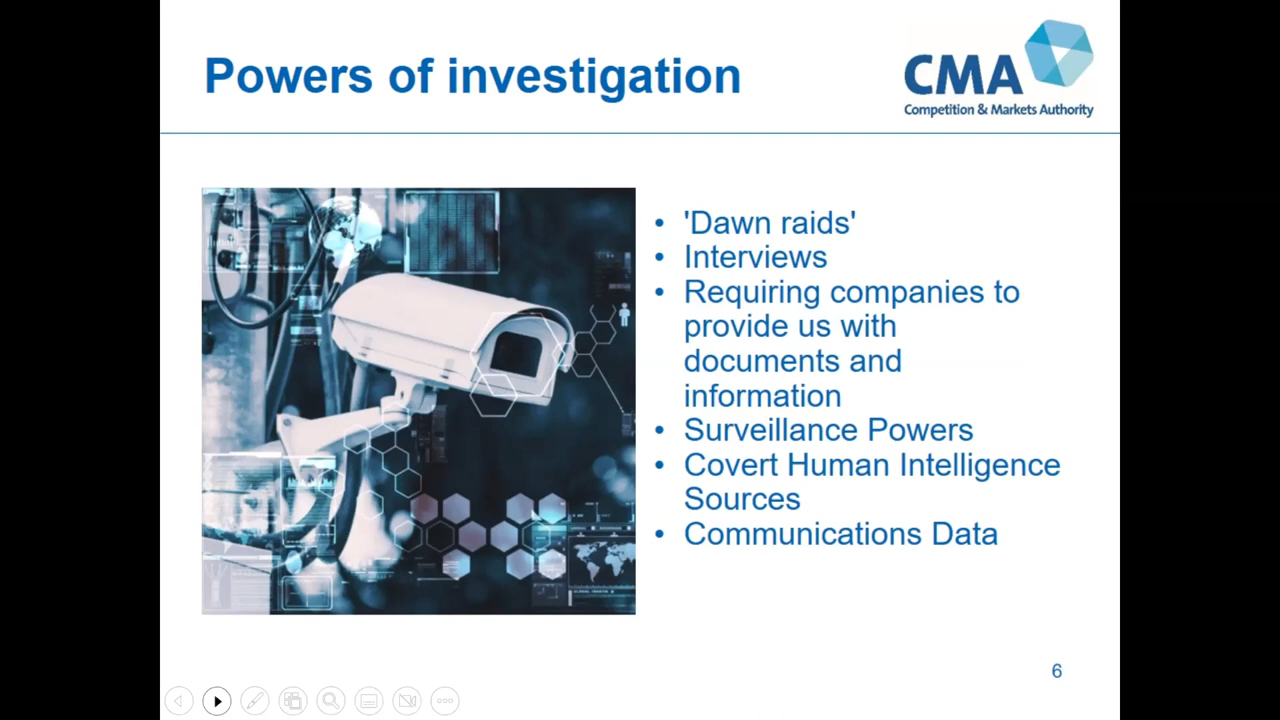 Powers of investigation
CMA
Competition & Markets Authority
• 'Dawn raids'
• Interviews
• Requiring companies to
provide us with
documents and
information
• Surveillance Powers
• Covert Human Intelligence
Sources
• Communications Data
6